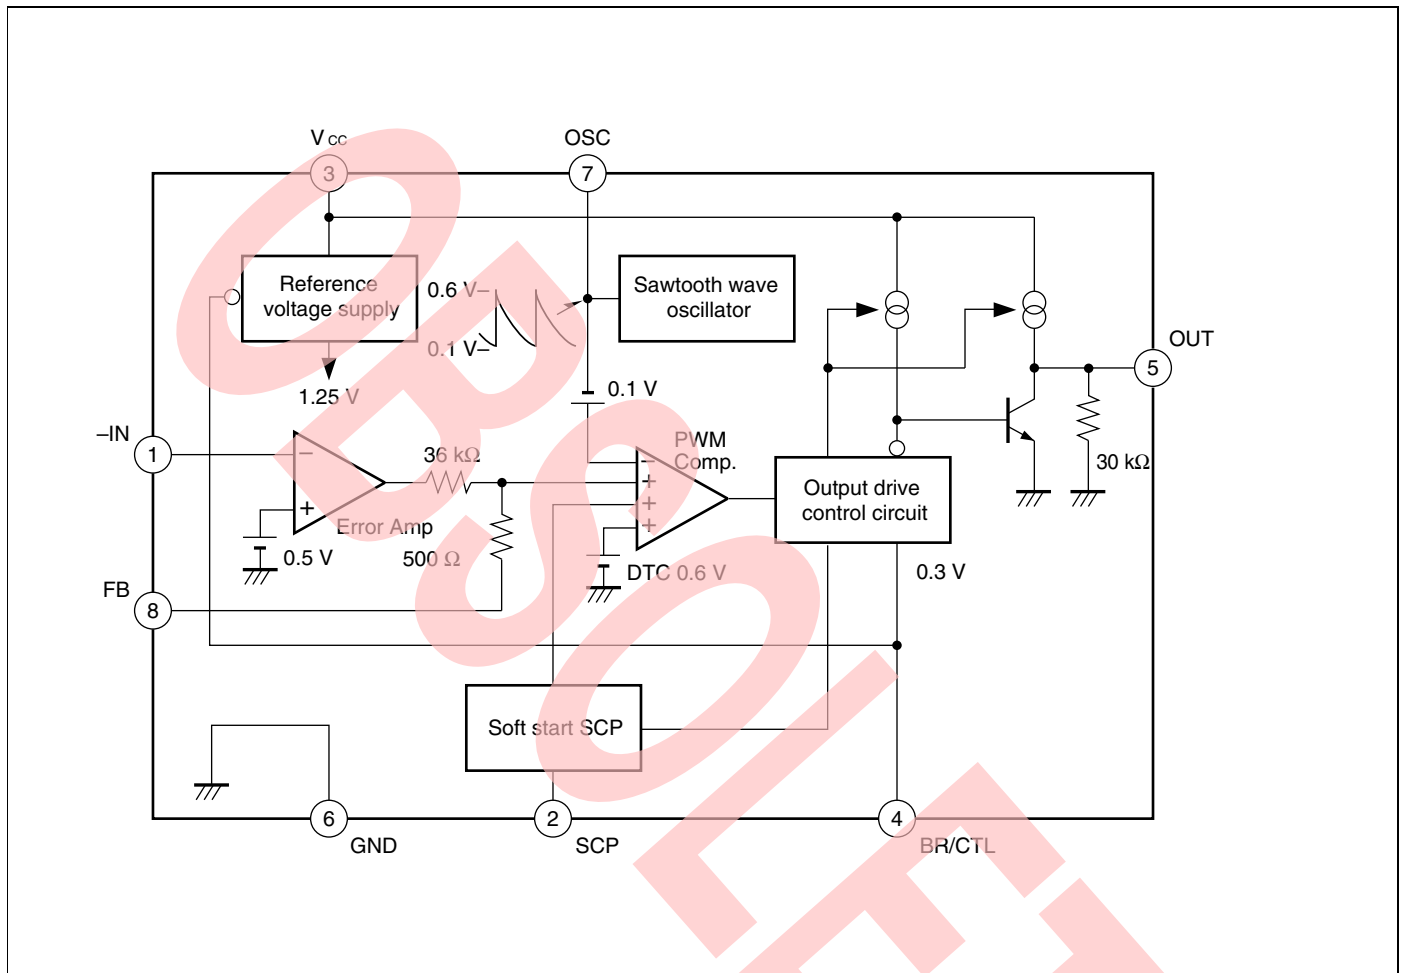 V CC
OSC
3
7
Reference
voltage supply
0.6 V–
0.1 V–
Sawtooth wave
oscillator
1.25 V
0.1 V
OUT
5
–IN
1
–
+
36 kΩ
Error Amp
0.5 V
500 Ω
PWM
Comp.
–
+
+
+
DTC 0.6 V
Output drive
control circuit
30 kΩ
0.3 V
FB
8
Soft start SCP
6
GND
2
SCP
4
BR/CTL
OBSOLETE